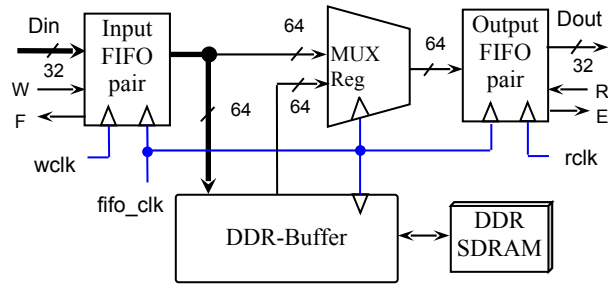 Din
32
W
F
Input
FIFO
pair
wclk
fifo_clk
64
64
64
MUX
Reg
64
Output
FIFO
pair
Dout
32
R
E
rclk
DDR-Buffer
DDR
SDRAM